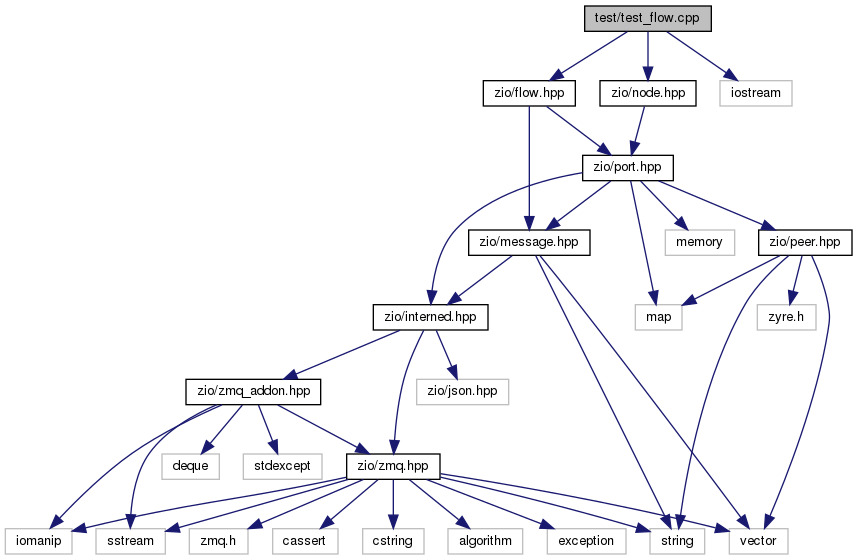 test/test_flow.cpp
zio/flow.hpp
zio/node.hpp
iostream
zio/port.hpp
zio/message.hpp
memory
zio/peer.hpp
zio/interned.hpp
map
zyre.h
zio/zmq_addon.hpp
zio/json.hpp
deque
stdexcept
zio/zmq.hpp
iomanip
sstream
zmq.h
cassert
cstring
algorithm
exception
string
vector